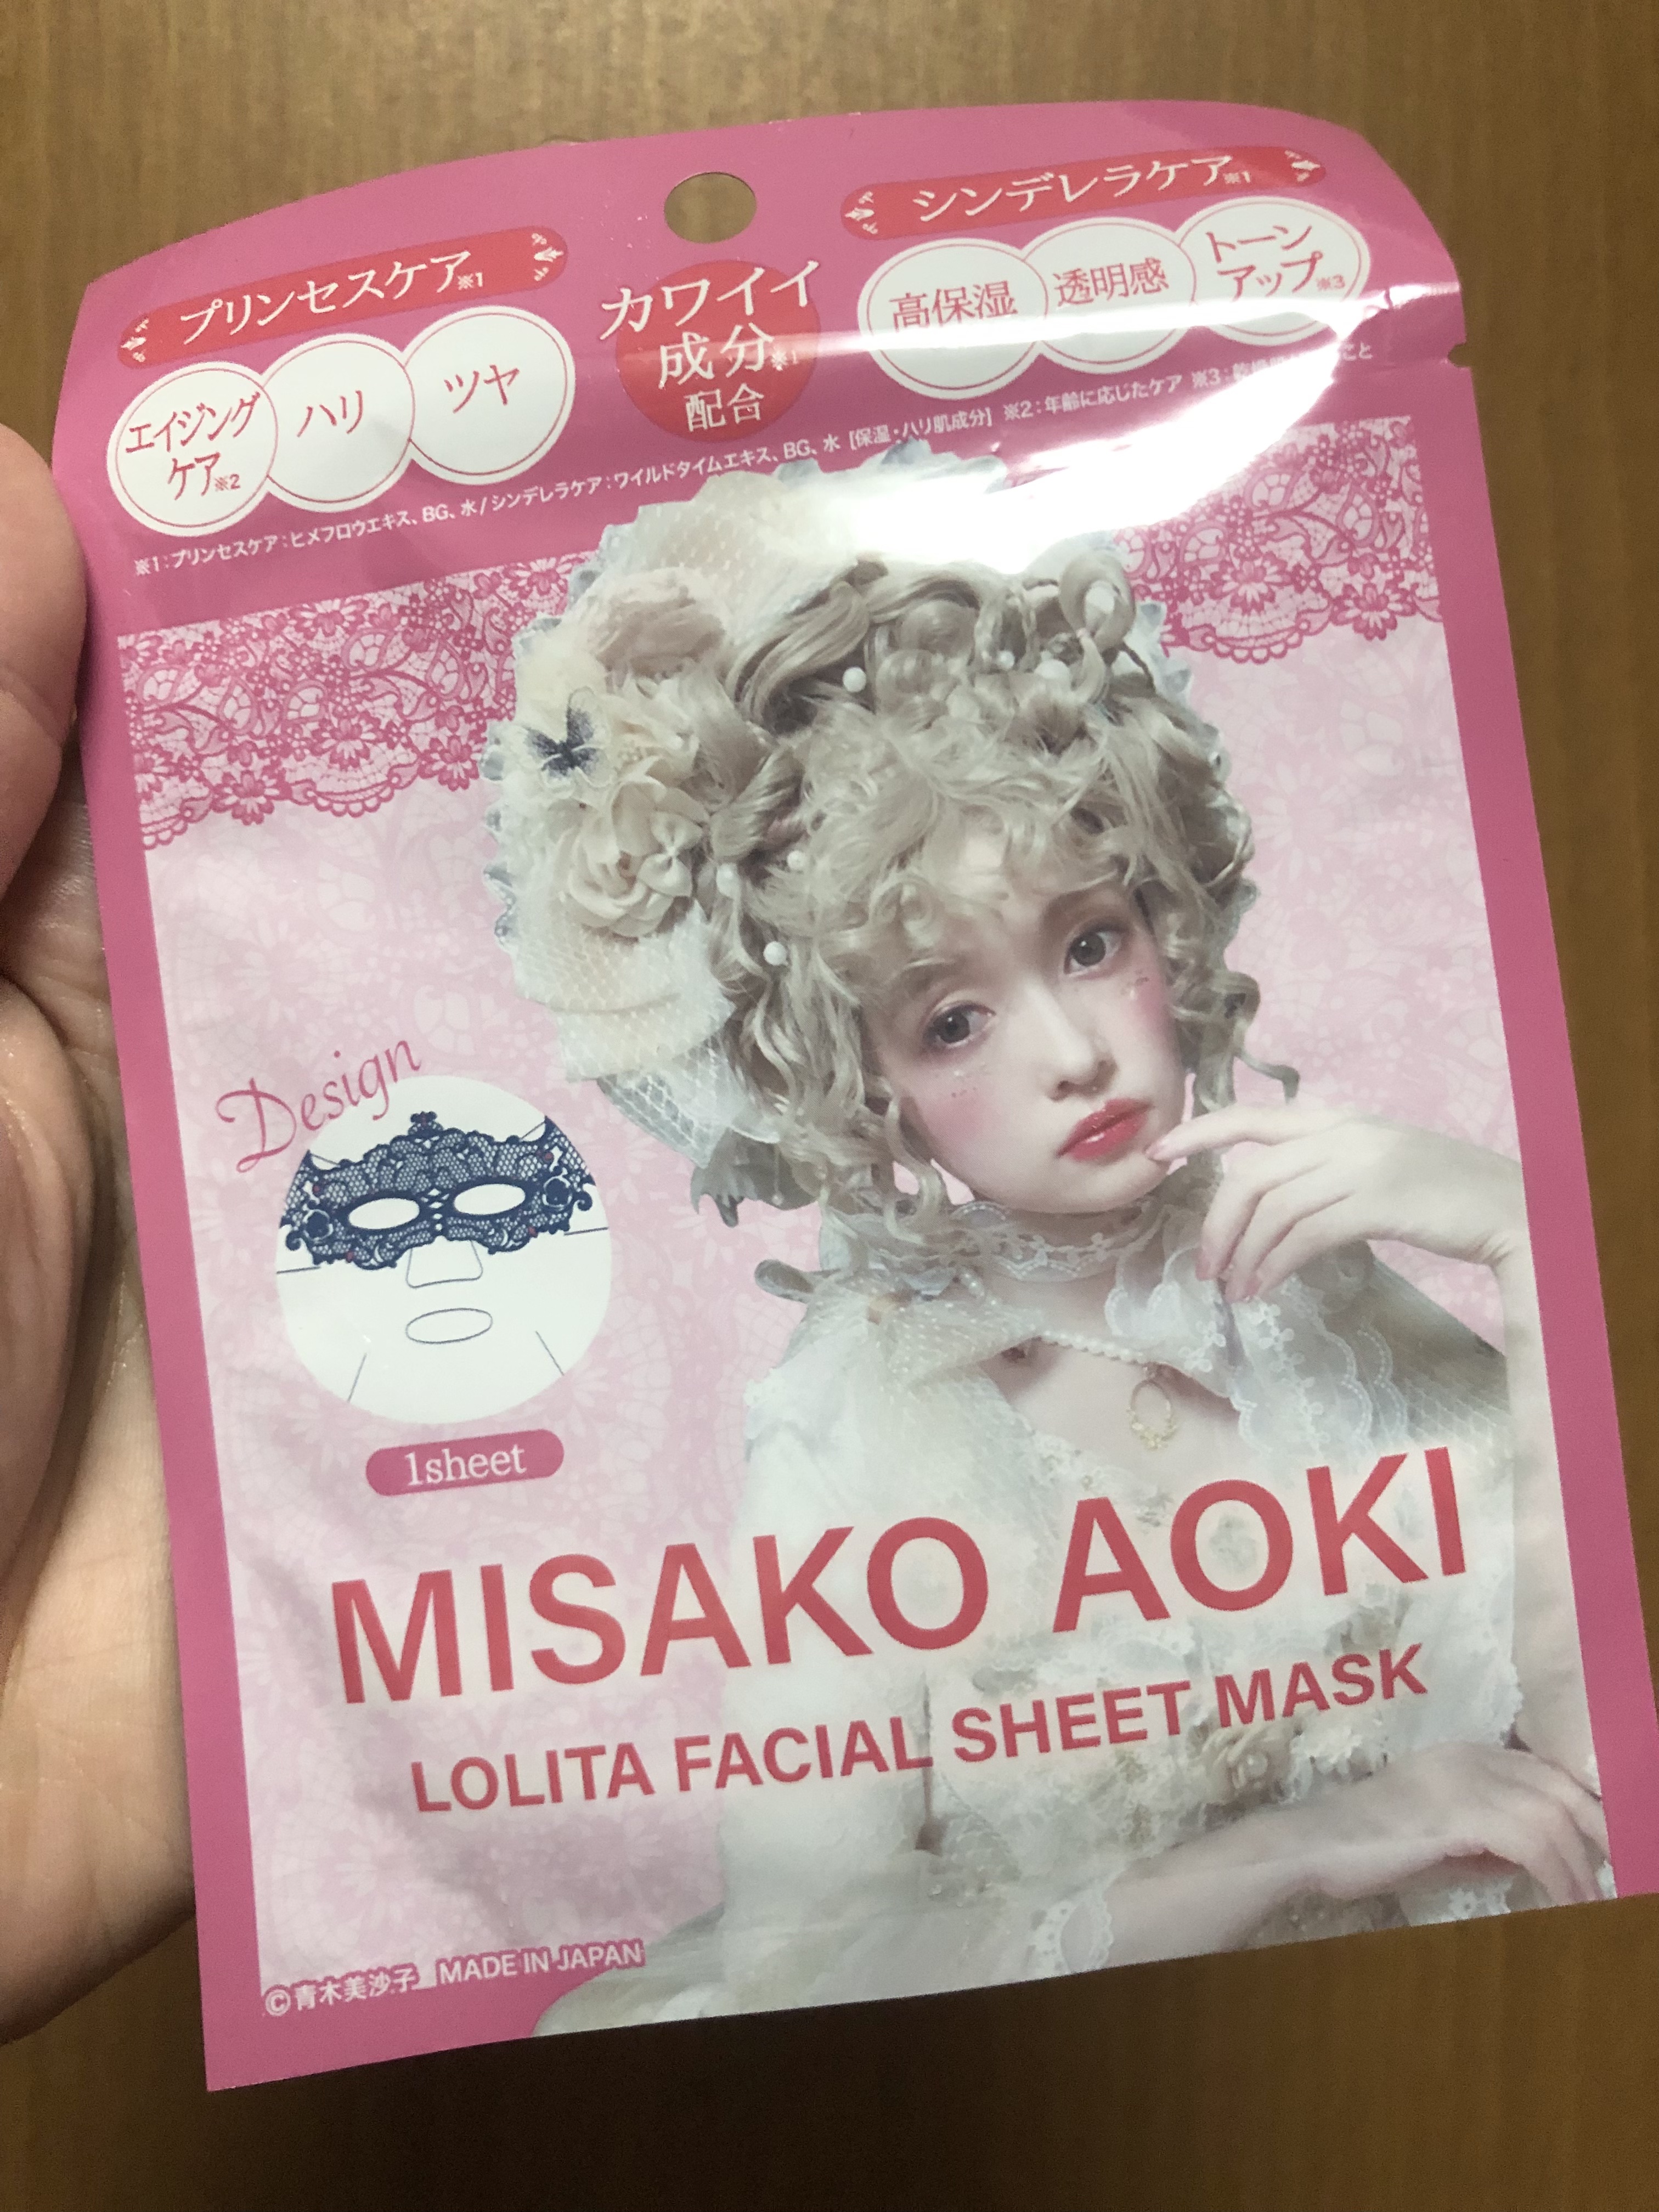 プリンセスケア※1
エイジング
ケア※2
ハリ
ツヤ
カワイイ
成分※1
配合
シンデレラケア※1
高保湿
透明感
トーン
アップ※3
※1：プリンセスケア：ヒメフロウエキス、BG、水/シンデレラケア：ワイルドタイムエキス、BG、水 [保湿・ハリ肌成分] ※2：年齢に応じたケア ※3：
Design
1sheet
MISAKO AOKI
LOLITA FACIAL SHEET MASK
©青木美沙子 MADE IN JAPAN